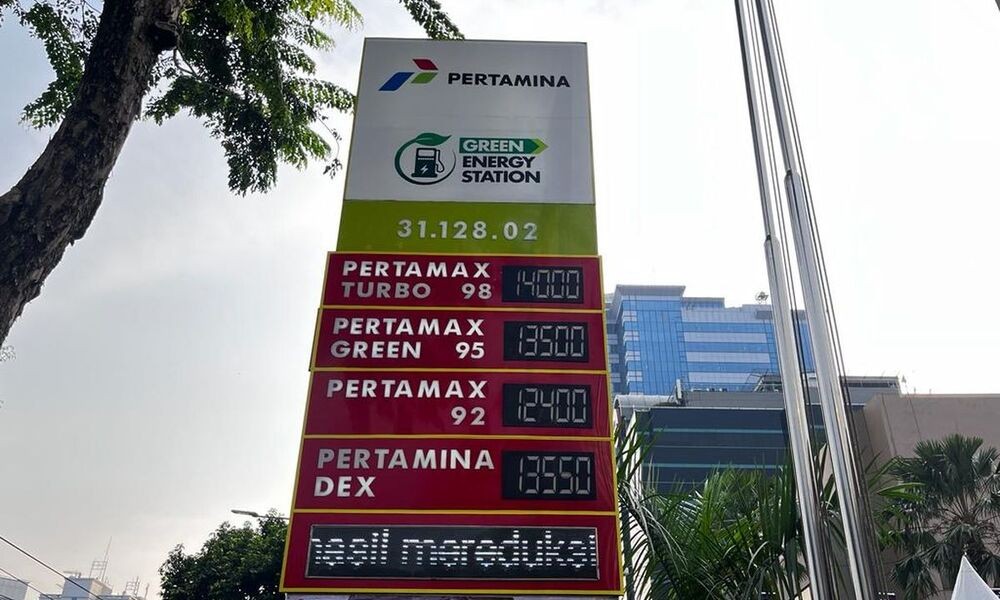 PERTAMINA
GREEN
ENERGY
STATION
31.128.02
PERTAMAX
TURBO 98
14000
PERTAMAX
GREEN 95
13500
PERTAMAX
92
12400
PERTAMINA
DEX
13550